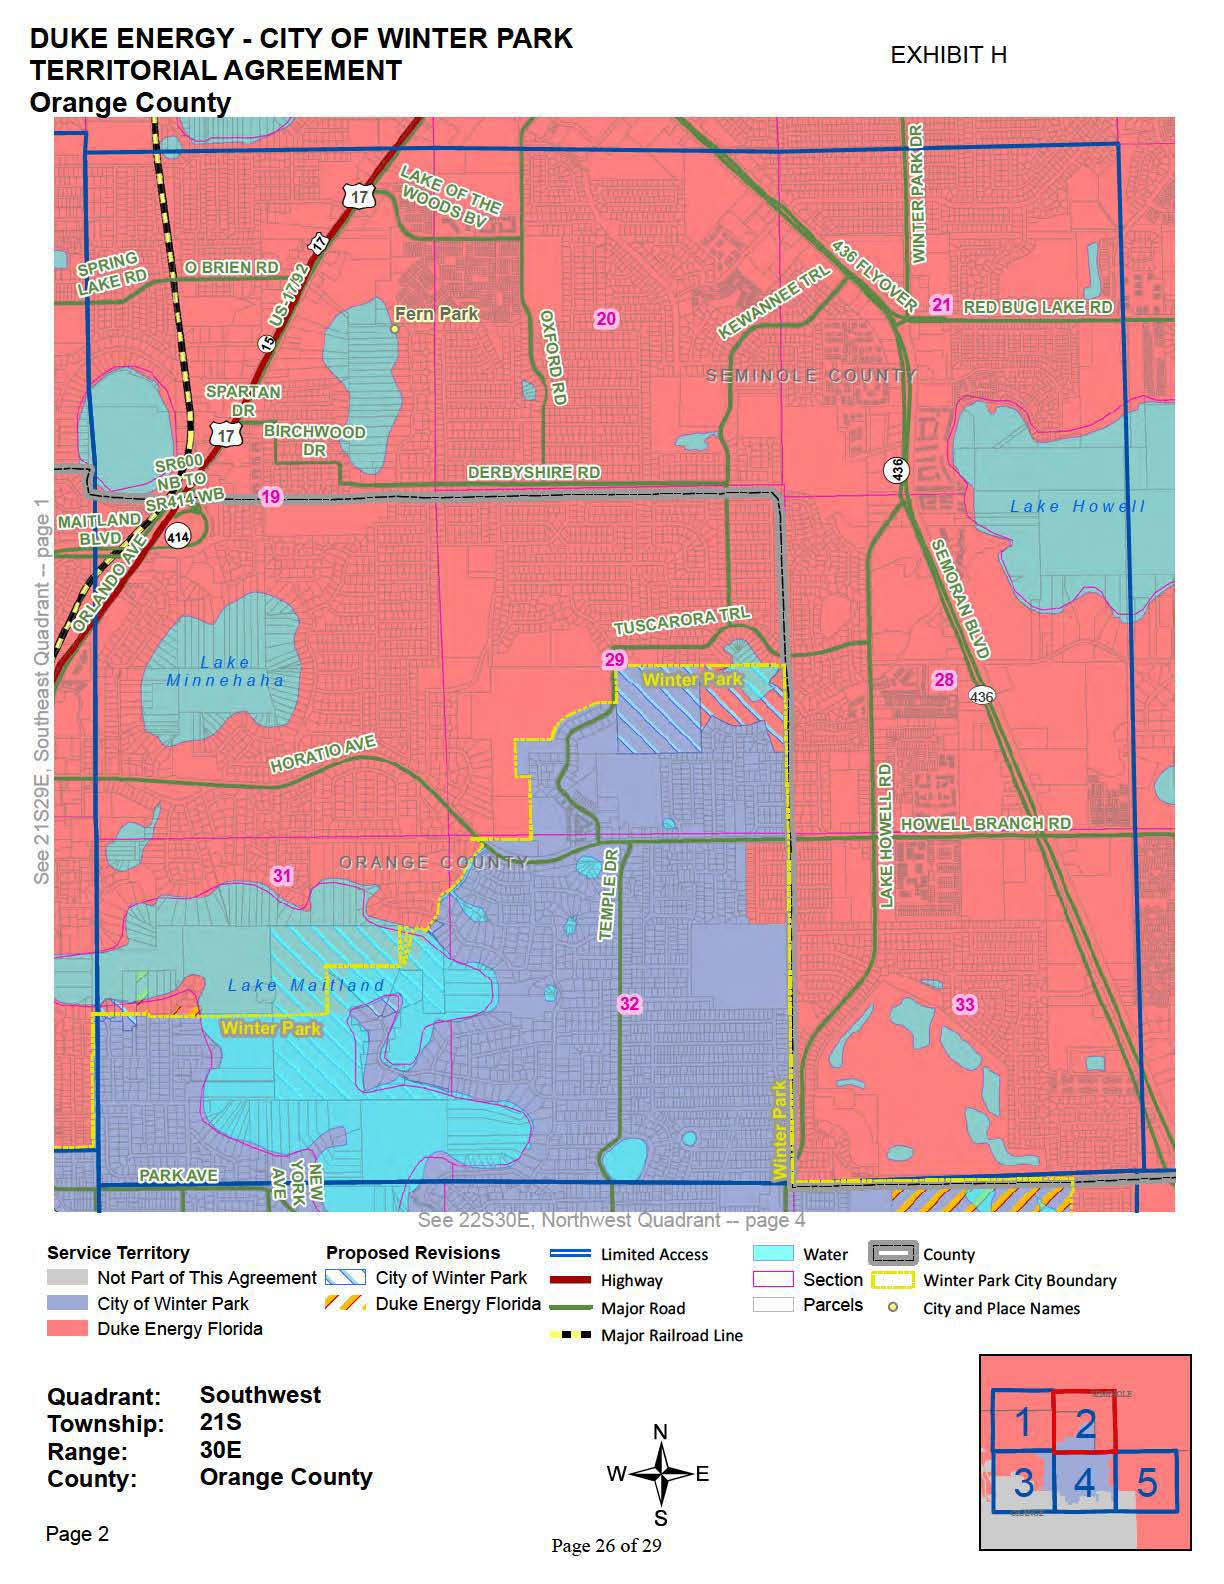 DUKE ENERGY - CITY OF WINTER PARK
TERRITORIAL AGREEMENT
Orange County
EXHIBIT H
WINTER PARK DR
17
LAKE OF THE
WOODS BV
17
436 FLYOVER
SPRING
LAKE RD
O BRIEN RD
US-17/92
KEWANNEE TRL
21
RED BUG LAKE RD
Fern Park
20
OXFORD RD
15
SEMINOLE COUNTY
SPARTAN
DR
17
BIRCHWOOD
DR
SR600
NB TO
SR414 WB
DERBYSHIRE RD
436
19
Lake Howell
MAITLAND
BLVD
414
ORLANDO AVE
SEMORAN BLVD
See 21S29E, Southeast Quadrant -- page 1
TUSCARORA TRL
29
Winter Park
Lake
Minnehaha
28
436
HORATIO AVE
LAKE HOWELL RD
HOWELL BRANCH RD
ORANGE COUNTY
31
TEMPLE DR
Lake Maitland
32
33
Winter Park
Winter Park
PARK AVE
NEW
YORK
AVE
See 22S30E, Northwest Quadrant -- page 4
Service Territory
Not Part of This Agreement
City of Winter Park
Duke Energy Florida
Proposed Revisions
City of Winter Park
Duke Energy Florida
Limited Access
Highway
Major Road
Major Railroad Line
Water
Section
Parcels
County
Winter Park City Boundary
City and Place Names
Quadrant: Southwest
Township: 21S
Range: 30E
County: Orange County
N
W E
S
SEMINOLE
1 2
3 4 5
ORANGE
Page 2
Page 26 of 29